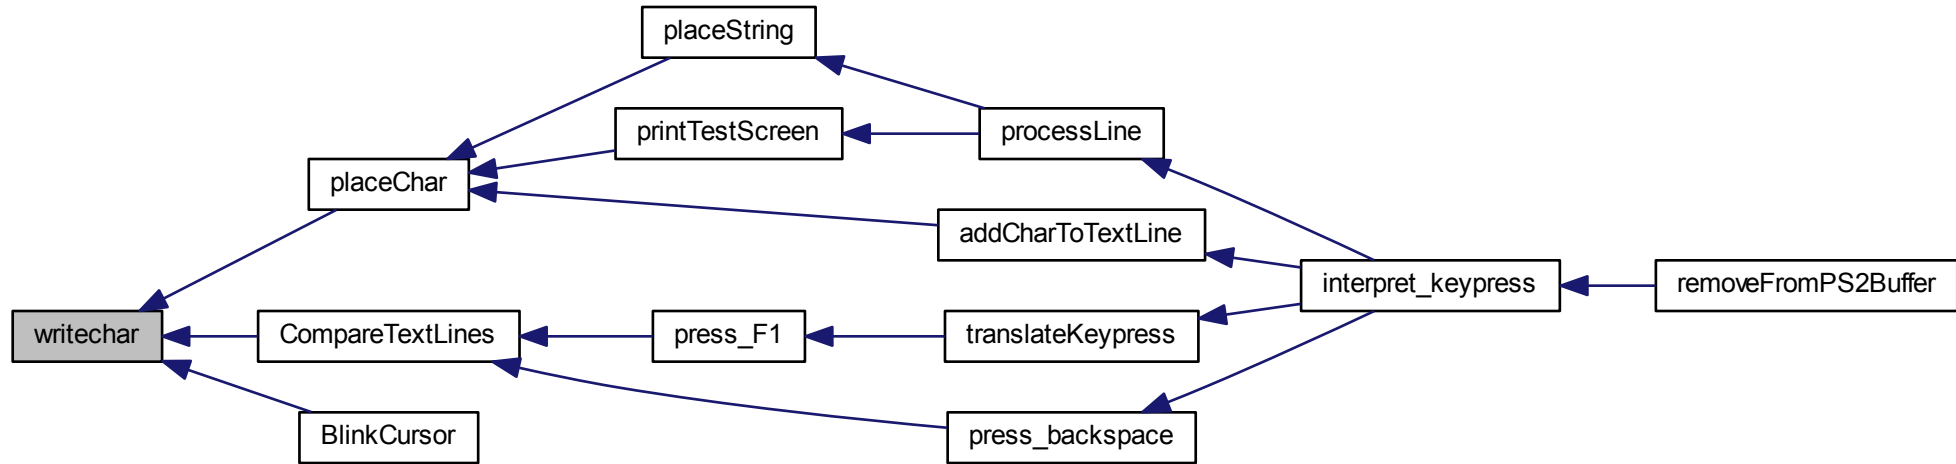 placeString
printTestScreen
processLine
placeChar
addCharToTextLine
interpret_keypress
removeFromPS2Buffer
writechar
CompareTextLines
press_F1
translateKeypress
BlinkCursor
press_backspace